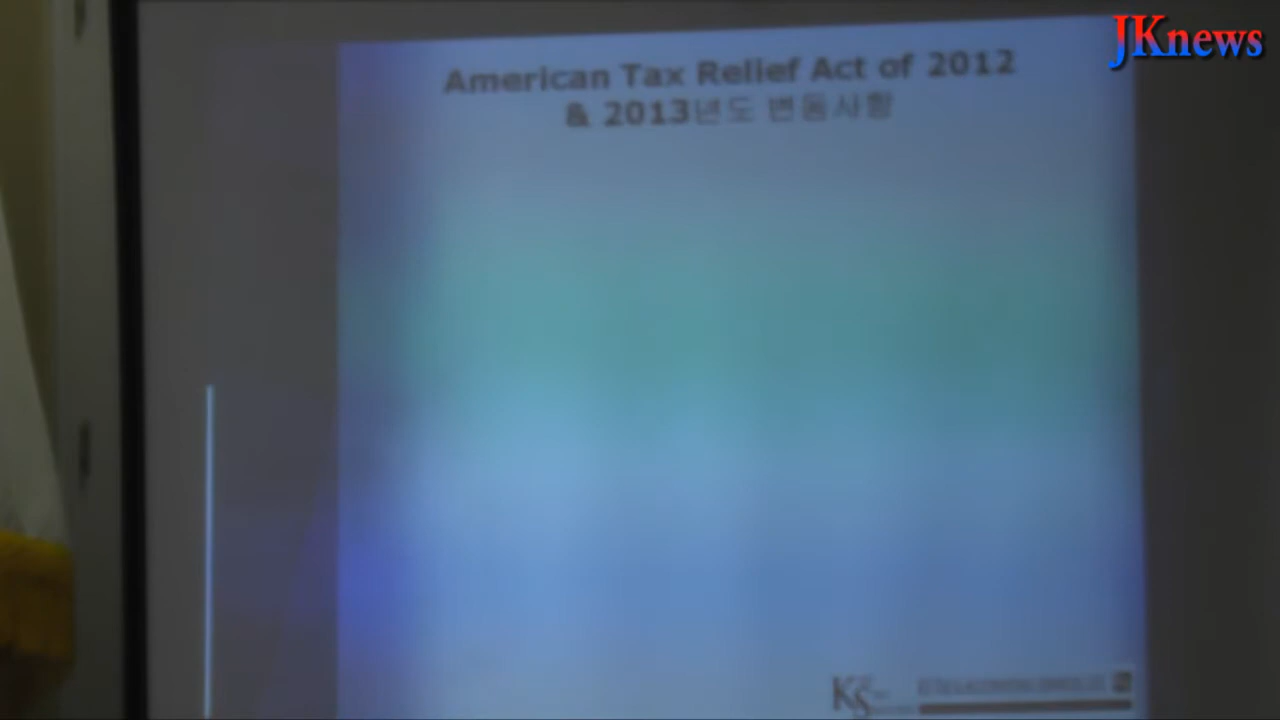 JKnews
American Tax Relief Act of 2012
& 2013년도 변동사항